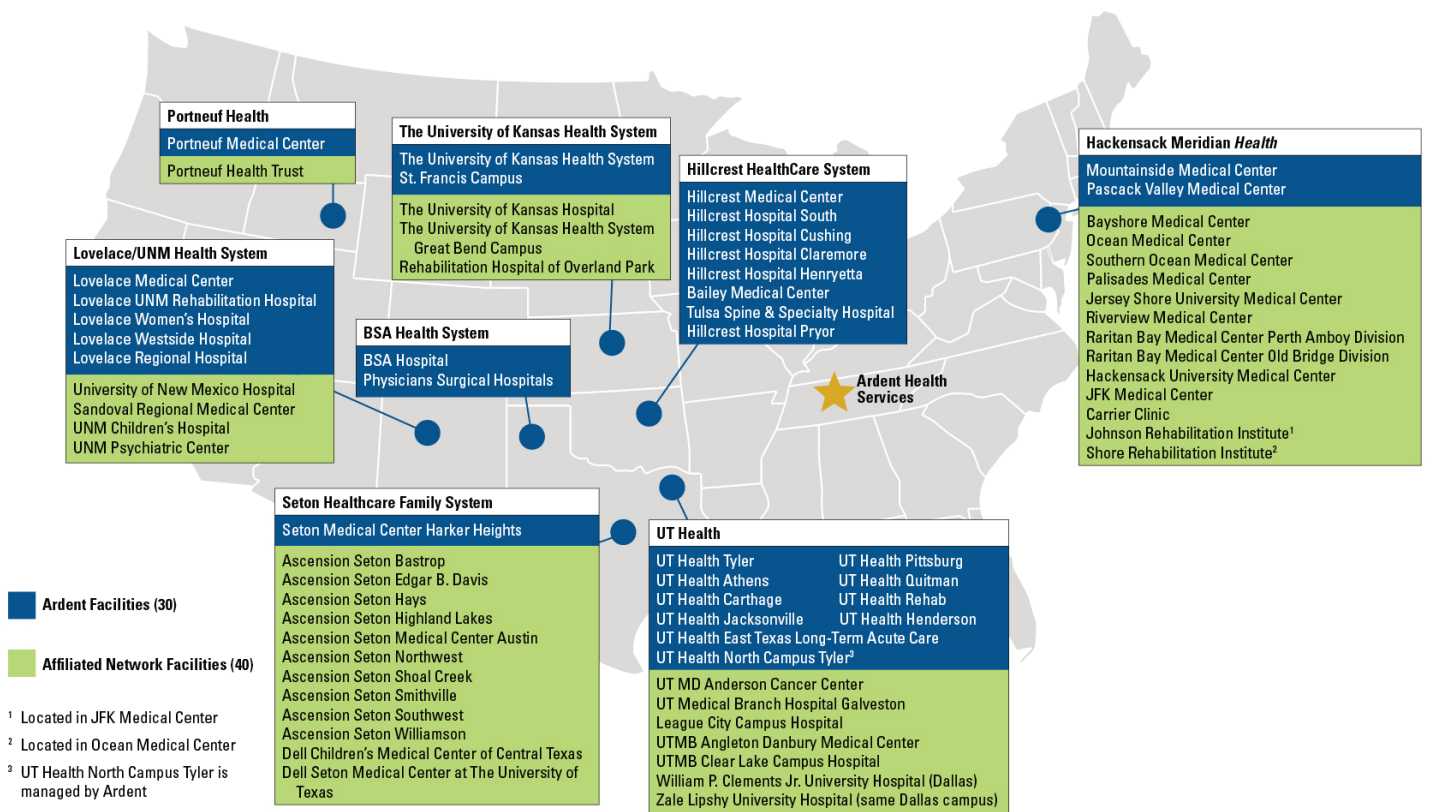 Portneuf Health
Portneuf Medical Center
Portneuf Health Trust
The University of Kansas Health System
The University of Kansas Health System
St. Francis Campus
The University of Kansas Hospital
The University of Kansas Health System
Great Bend Campus
Rehabilitation Hospital of Overland Park
Hillcrest HealthCare System
Hillcrest Medical Center
Hillcrest Hospital South
Hillcrest Hospital Cushing
Hillcrest Hospital Claremore
Hillcrest Hospital Henryetta
Bailey Medical Center
Tulsa Spine & Specialty Hospital
Hillcrest Hospital Pryor
Hackensack Meridian Health
Mountainside Medical Center
Pascack Valley Medical Center
Bayshore Medical Center
Ocean Medical Center
Southern Ocean Medical Center
Palisades Medical Center
Jersey Shore University Medical Center
Riverview Medical Center
Raritan Bay Medical Center Perth Amboy Division
Raritan Bay Medical Center Old Bridge Division
Hackensack University Medical Center
JFK Medical Center
Carrier Clinic
Johnson Rehabilitation Institute¹
Shore Rehabilitation Institute²
Lovelace/UNM Health System
Lovelace Medical Center
Lovelace UNM Rehabilitation Hospital
Lovelace Women's Hospital
Lovelace Westside Hospital
Lovelace Regional Hospital
University of New Mexico Hospital
Sandoval Regional Medical Center
UNM Children's Hospital
UNM Psychiatric Center
BSA Health System
BSA Hospital
Physicians Surgical Hospitals
Ardent Health
Services
Seton Healthcare Family System
Seton Medical Center Harker Heights
Ascension Seton Bastrop
Ascension Seton Edgar B. Davis
Ascension Seton Hays
Ascension Seton Highland Lakes
Ascension Seton Medical Center Austin
Ascension Seton Northwest
Ascension Seton Shoal Creek
Ascension Seton Smithville
Ascension Seton Southwest
Ascension Seton Williamson
Dell Children's Medical Center of Central Texas
Dell Seton Medical Center at The University of
Texas
UT Health
UT Health Tyler UT Health Pittsburg
UT Health Athens UT Health Quitman
UT Health Carthage UT Health Rehab
UT Health Jacksonville UT Health Henderson
UT Health East Texas Long-Term Acute Care
UT Health North Campus Tyler³
UT MD Anderson Cancer Center
UT Medical Branch Hospital Galveston
League City Campus Hospital
UTMB Angleton Danbury Medical Center
UTMB Clear Lake Campus Hospital
William P. Clements Jr. University Hospital (Dallas)
Zale Lipshy University Hospital (same Dallas campus)
Ardent Facilities (30)
Affiliated Network Facilities (40)
¹ Located in JFK Medical Center
² Located in Ocean Medical Center
³ UT Health North Campus Tyler is
managed by Ardent